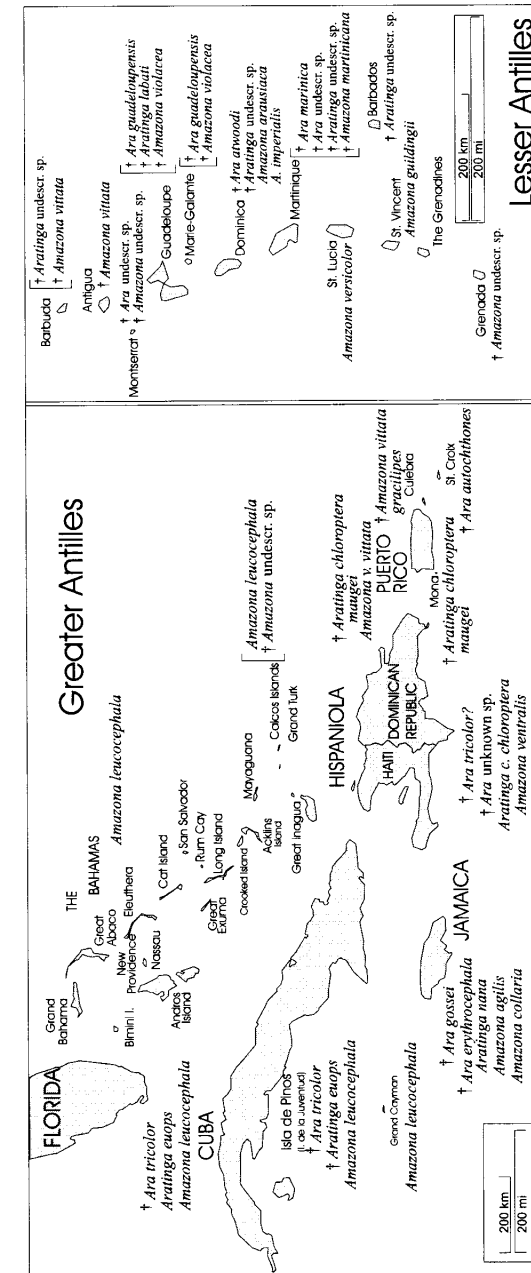 Greater Antilles
FLORIDA
Grand
Bahama
THE
BAHAMAS
Great
Abaco
Bimini I.
New
Providence
Eleuthera
Nassau
Andros
Island
Amazona leucocephala
Cat Island
San Salvador
Rum Cay
Great
Exuma
Long Island
Crooked Island
Acklins
Island
Mayaguana
Great Inagua
Caicos Islands
Grand Turk
Amazona leucocephala
† Amazona undescr. sp.
† Ara tricolor
Aratinga euops
Amazona leucocephala
CUBA
Isla de Pinos
(I. de la Juventud)
† Ara tricolor
† Aratinga euops
Amazona leucocephala
Grand Cayman
Amazona leucocephala
JAMAICA
† Ara gossei
† Ara erythrocephala
Aratinga nana
Amazona agilis
Amazona collaria
HISPANIOLA
HAITI
DOMINICAN
REPUBLIC
† Ara tricolor?
† Ara unknown sp.
Aratinga c. chloroptera
Amazona ventralis
† Aratinga chloroptera
maugei
Amazona v. vittata
PUERTO
RICO
† Amazona vittata
gracilipes
Culebra
Mona
† Aratinga chloroptera
maugei
St. Croix
† Ara autochthones
200 km
200 mi
Barbuda
† Aratinga undescr. sp.
† Amazona vittata
Antigua
† Amazona vittata
Montserrat
† Ara undescr. sp.
† Amazona undescr. sp.
Guadeloupe
† Ara guadeloupensis
† Aratinga labati
† Amazona violacea
Marie-Galante
† Ara guadeloupensis
† Amazona violacea
Dominica
† Ara atwoodi
† Aratinga undescr. sp.
Amazona arausiaca
A. imperialis
Martinique
† Ara marinica
† Ara undescr. sp.
† Aratinga undescr. sp.
† Amazona martinicana
St. Lucia
Amazona versicolor
Barbados
† Aratinga undescr. sp.
St. Vincent
Amazona guildingii
The Grenadines
Grenada
† Amazona undescr. sp.
200 km
200 mi
Lesser Antilles